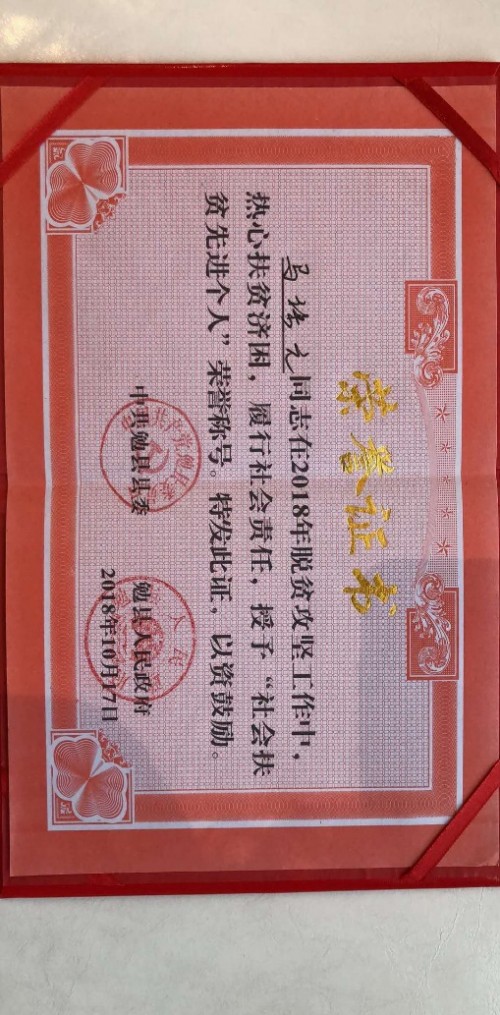 荣誉证书
马 元同志在2018年脱贫攻坚工作中，
热心扶贫济困，履行社会责任，授予“社会扶
贫先进个人”荣誉称号。特发此证，以资鼓励。
中共勉县县委 勉县人民政府
2018年10月17日